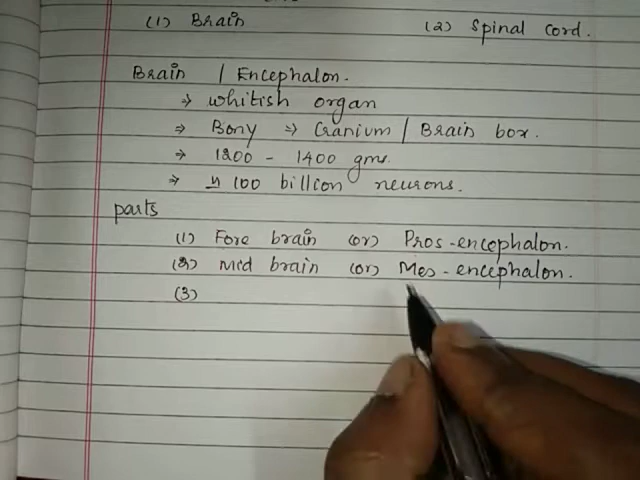 (1) Brain (2) Spinal Cord.
Brain / Encephalon.
⇒ whitish organ
⇒ Bony ⇒ Cranium / Brain box.
⇒ 1200 - 1400 gms.
⇒ 100 billion neurons.
parts
(1) Fore brain (or) Pros-encephalon.
(2) Mid brain (or) Mes-encephalon.
(3)